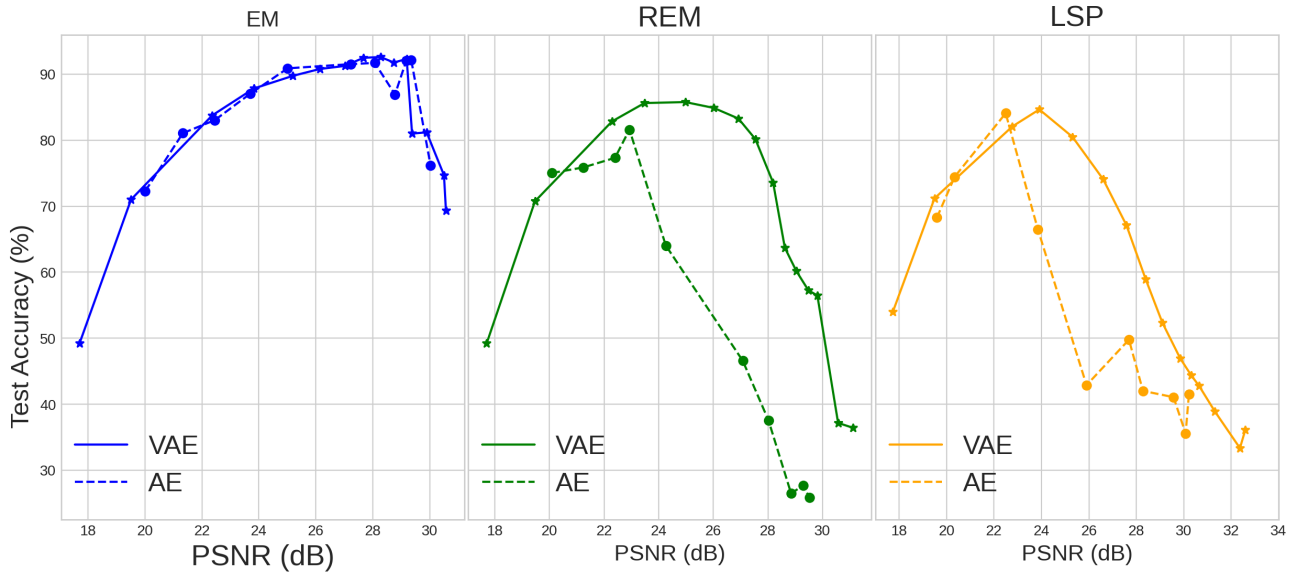 EM
REM
LSP
Test Accuracy (%)
90
80
70
60
50
40
30
VAE
AE
VAE
AE
VAE
AE
18 20 22 24 26 28 30
18 20 22 24 26 28 30
18 20 22 24 26 28 30 32 34
PSNR (dB)
PSNR (dB)
PSNR (dB)